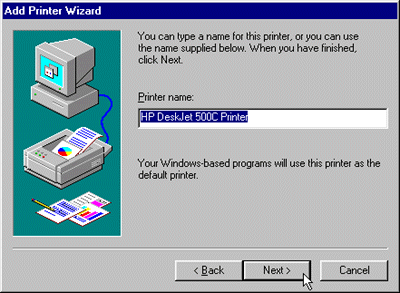 Add Printer Wizard
You can type a name for this printer, or you can use
the name supplied below. When you have finished,
click Next.
Printer name:
HP DeskJet 500C Printer
Your Windows-based programs will use this printer as the
default printer.
< Back
Next >
Cancel